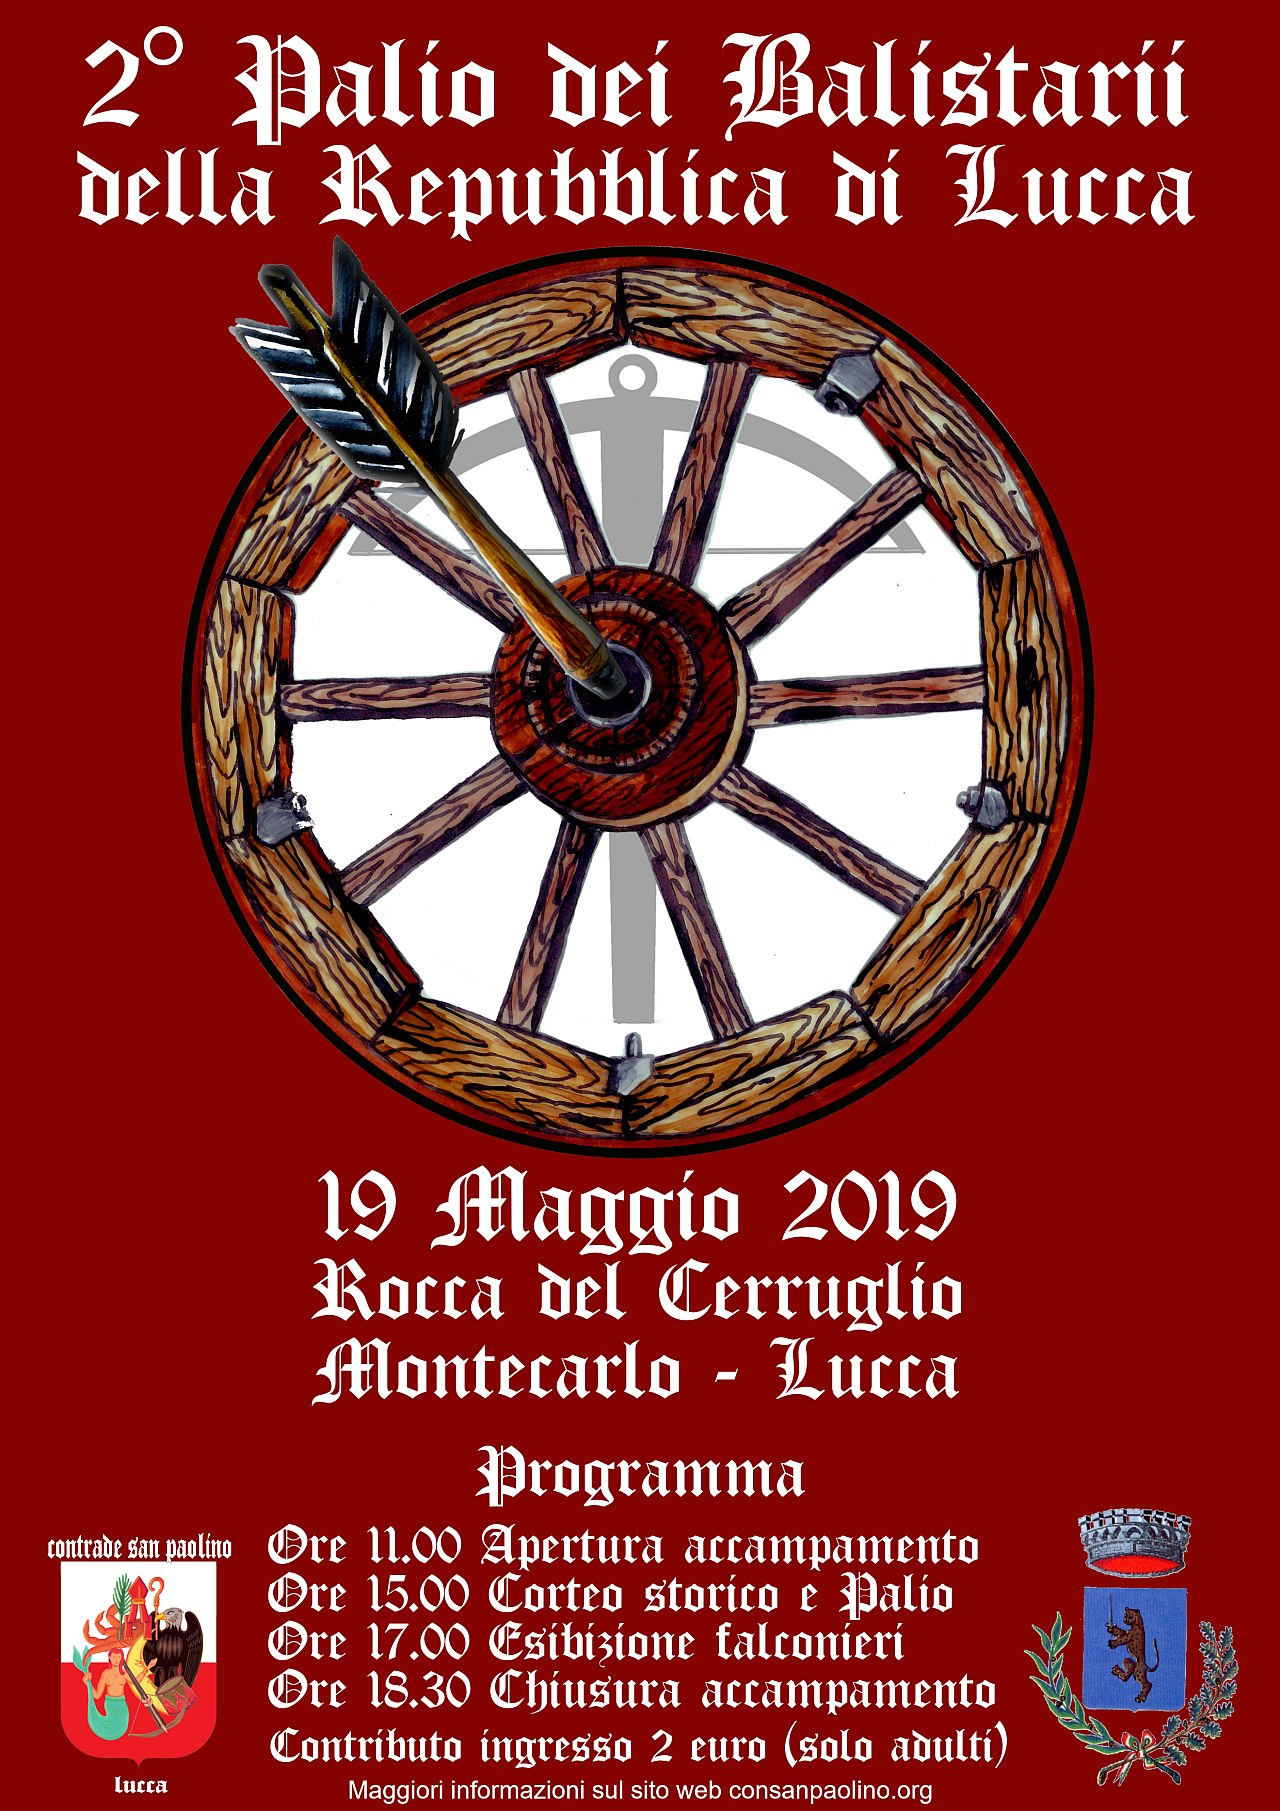 2° Palio dei Balistarii
della Repubblica di Lucca
19 Maggio 2019
Rocca del Cerruglio
Montecarlo - Lucca
Programma
contrade san paolino
lucca
Ore 11.00 Apertura accampamento
Ore 15.00 Corteo storico e Palio
Ore 17.00 Esibizione falconieri
Ore 18.30 Chiusura accampamento
Contributo ingresso 2 euro (solo adulti)
Maggiori informazioni sul sito web consanpaolino.org